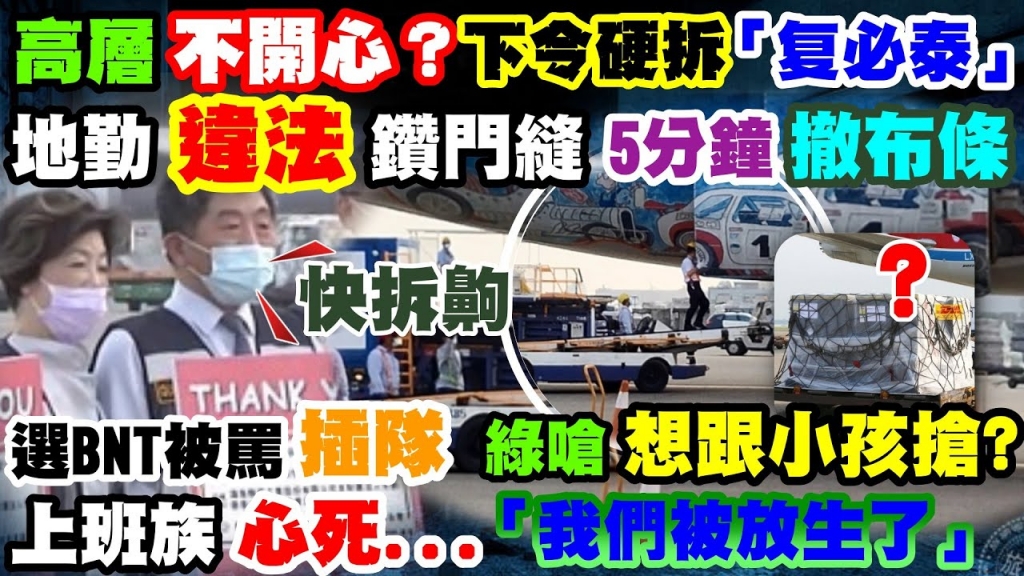 高層 不開心？下令硬拆「复必泰」
地勤 違法 鑽門縫 5分鐘 撤布條
快拆齁
?
1
OU
THANK Y
選BNT被罵 插隊 綠嗆 想跟小孩搶?
上班族 心死... 「我們被放生了」